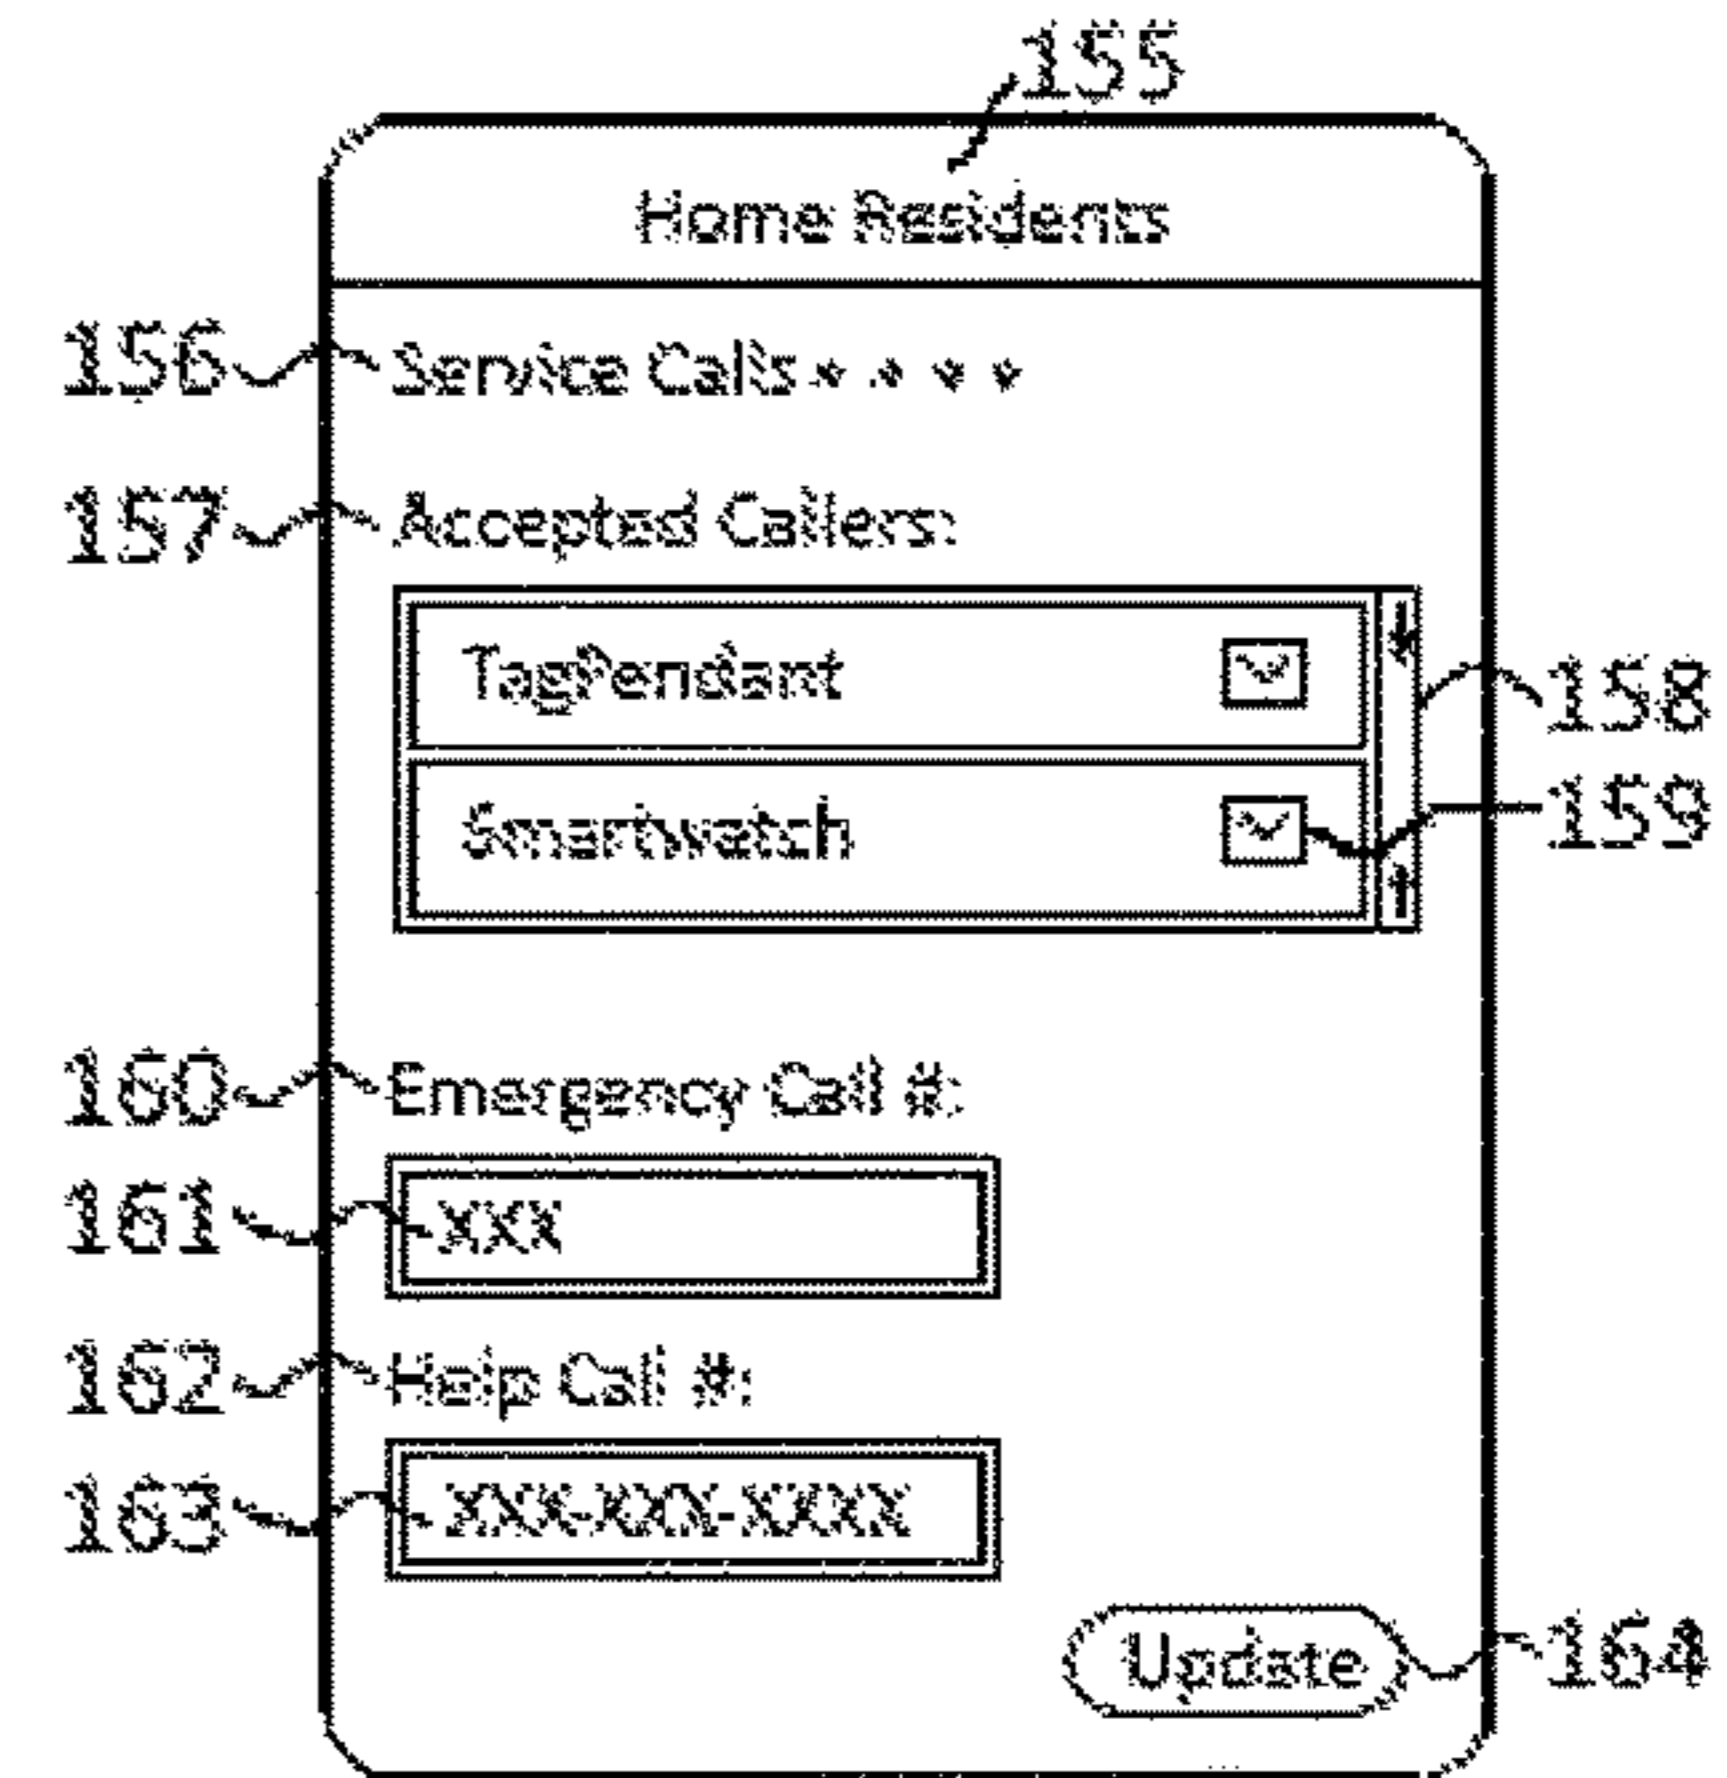 155
Home Residents
156 Service Calls * * * *
157 Accepted Callers:
TagPendant
158
159
Smartwatch
160 Emergency Call #:
161 XXX
162 Help Call #:
163 XXX-XXX-XXXX
Update 164